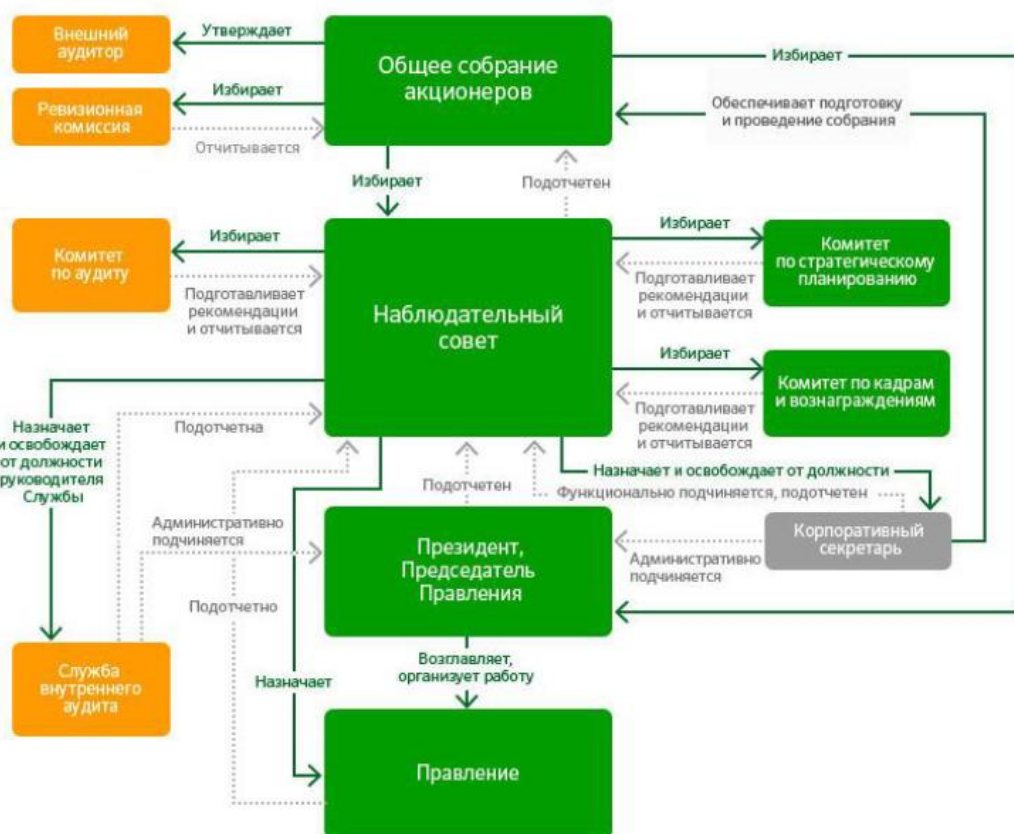 Внешний
аудитор
Утверждает
Общее собрание
акционеров
Избирает
Ревизионная
комиссия
Избирает
Отчитывается
Обеспечивает подготовку
и проведение собрания
Избирает
Подотчетен
Комитет
по аудиту
Избирает
Подготавливает
рекомендации
и отчитывается
Наблюдательный
совет
Избирает
Подготавливает
рекомендации
и отчитывается
Комитет
по стратегическому
планированию
Избирает
Подготавливает
рекомендации
и отчитывается
Комитет по кадрам
и вознаграждениям
Назначает
и освобождает
от должности
руководителя
Службы
Подотчетна
Назначает и освобождает от должности
Подотчетен
Функционально подчиняется, подотчетен
Административно
подчиняется
Президент,
Председатель
Правления
Административно
подчиняется
Корпоративный
секретарь
Подотчетно
Служба
внутреннего
аудита
Назначает
Возглавляет,
организует работу
Правление